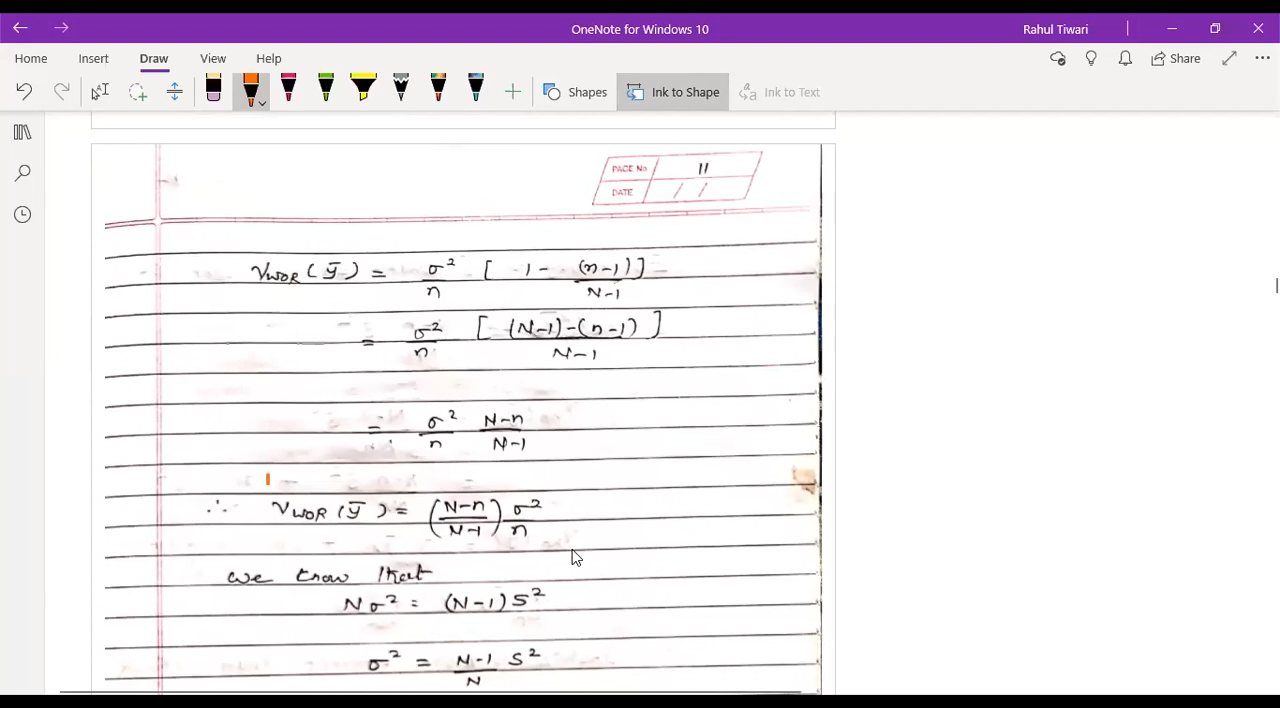 OneNote for Windows 10
Rahul Tiwari
Home Insert Draw View Help
Share
Shapes Ink to Shape Ink to Text
PAGE No 11
DATE / /
VWOR (ȳ) = σ²/n [1 - (n-1)/N-1]
= σ²/n [(N-1)-(n-1)/N-1]
= σ²/n N-n/N-1
∴ VWOR (ȳ) = (N-n/N-1) σ²/n
we know that
Nσ² = (N-1) S²
σ² = N-1/N S²